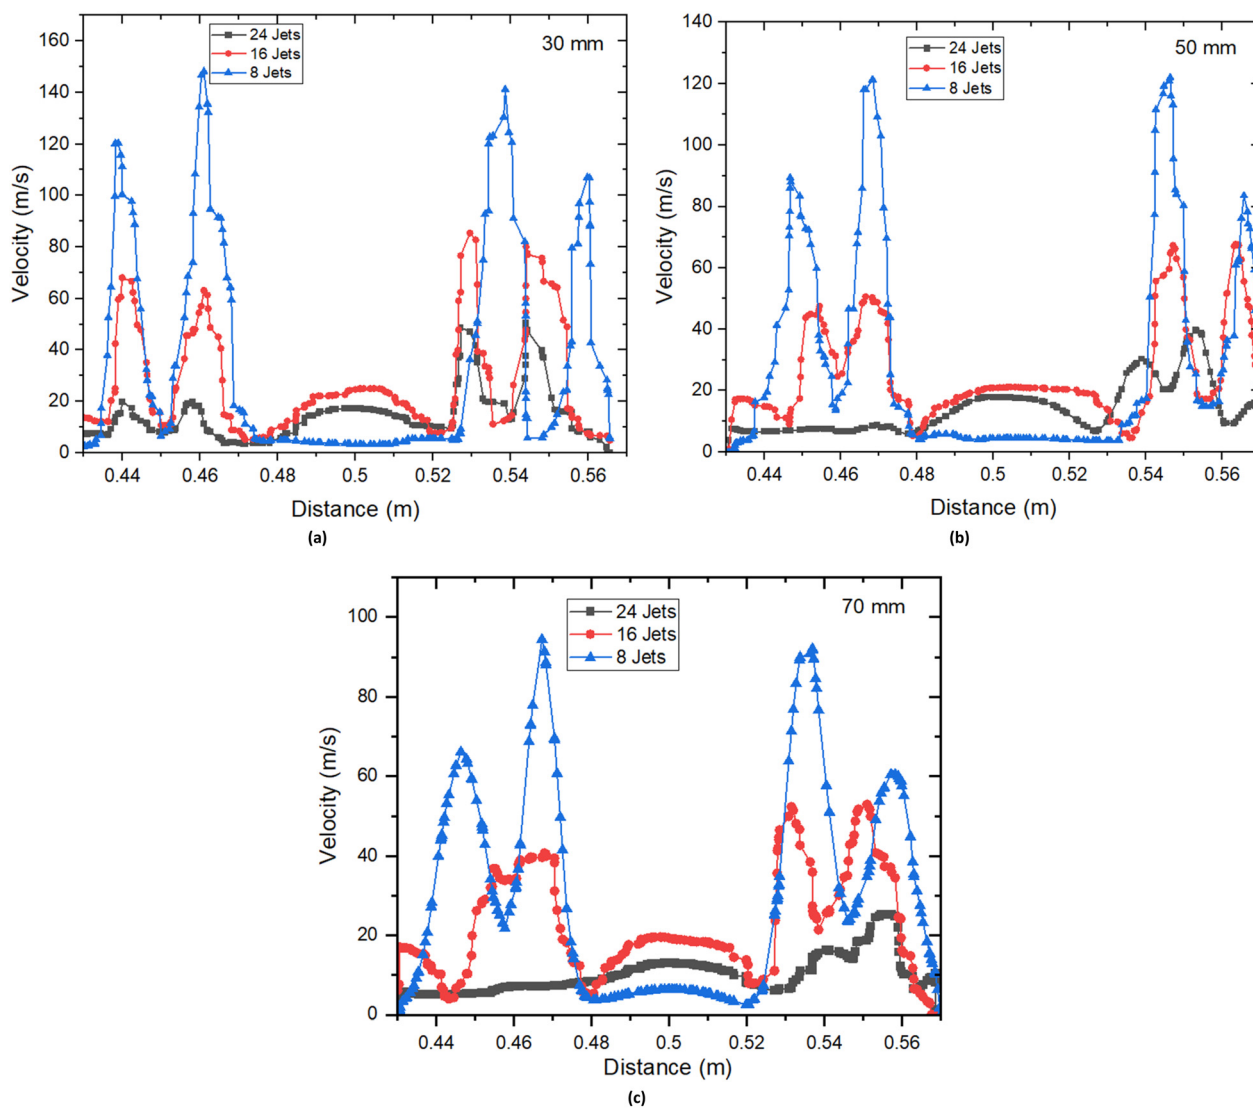 160
140
120
100
80
60
40
20
0
Velocity (m/s)
24 Jets
16 Jets
8 Jets
30 mm
0.44
0.46
0.48
0.5
0.52
0.54
0.56
Distance (m)
(a)
140
120
100
80
60
40
20
0
Velocity (m/s)
24 Jets
16 Jets
8 Jets
50 mm
0.44
0.46
0.48
0.5
0.52
0.54
0.56
Distance (m)
(b)
100
80
60
40
20
0
Velocity (m/s)
24 Jets
16 Jets
8 Jets
70 mm
0.44
0.46
0.48
0.5
0.52
0.54
0.56
Distance (m)
(c)